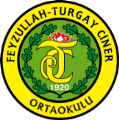 FEYZULLAH-TURGAY CİNER
TC
1920
ORTAOKULU